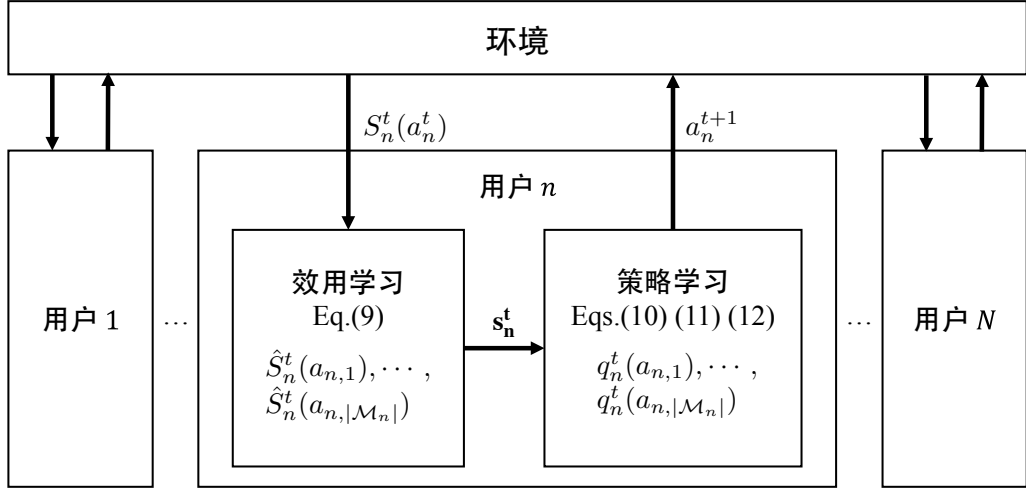 环境
$S_n^t(a_n^t)$
$a_n^{t+1}$
用户 1
…
用户 $n$
效用学习
Eq.(9)
$\hat{S}_n^t(a_{n,1}), \cdots,$
$\hat{S}_n^t(a_{n,|\mathcal{M}_n|})$
$\mathbf{s_n^t}$
策略学习
Eqs.(10) (11) (12)
$q_n^t(a_{n,1}), \cdots,$
$q_n^t(a_{n,|\mathcal{M}_n|})$
…
用户 $N$